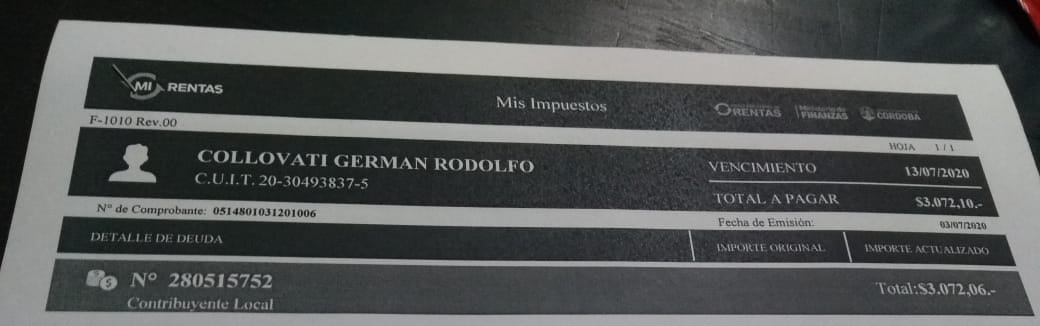 MI RENTAS
Mis Impuestos
RENTAS
Ministerio de FINANZAS
CÓRDOBA
F-1010 Rev.00
HOJA 1 / 1
COLLOVATI GERMAN RODOLFO
C.U.I.T. 20-30493837-5
VENCIMIENTO 13/07/2020
TOTAL A PAGAR $3.072,10.-
N° de Comprobante: 0514801031201006
Fecha de Emisión: 03/07/2020
DETALLE DE DEUDA IMPORTE ORIGINAL IMPORTE ACTUALIZADO
N° 280515752
Contribuyente Local
Total:$3.072,06.-